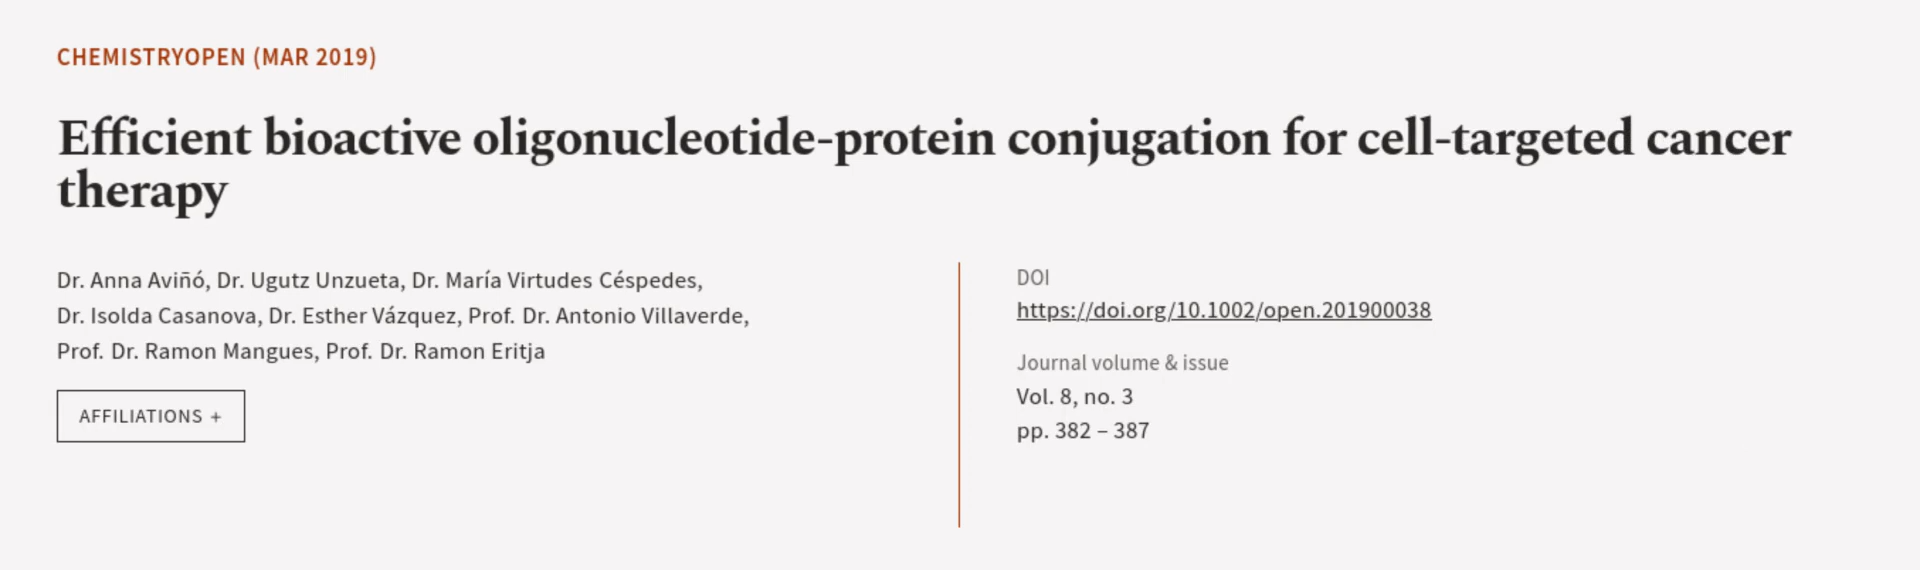 CHEMISTRYOPEN (MAR 2019)
Efficient bioactive oligonucleotide-protein conjugation for cell-targeted cancer
therapy
Dr. Anna Aviñó, Dr. Ugutz Unzueta, Dr. María Virtudes Céspedes,
Dr. Isolda Casanova, Dr. Esther Vázquez, Prof. Dr. Antonio Villaverde,
Prof. Dr. Ramon Mangues, Prof. Dr. Ramon Eritja
AFFILIATIONS +
DOI
https://doi.org/10.1002/open.201900038
Journal volume & issue
Vol. 8, no. 3
pp. 382 – 387